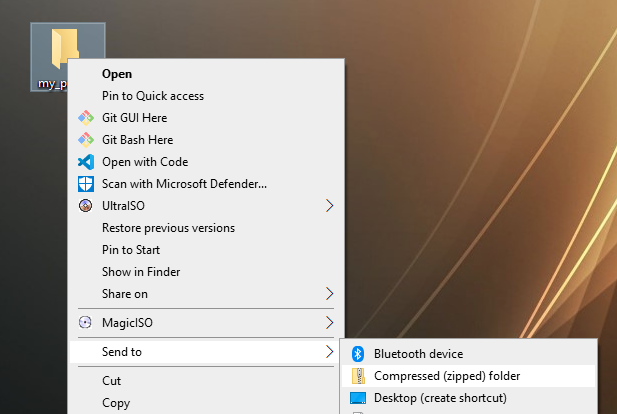 my_p
Open
Pin to Quick access
Git GUI Here
Git Bash Here
Open with Code
Scan with Microsoft Defender...
UltraISO
Restore previous versions
Pin to Start
Show in Finder
Share on
MagicISO
Send to
Bluetooth device
Compressed (zipped) folder
Desktop (create shortcut)
Cut
Copy